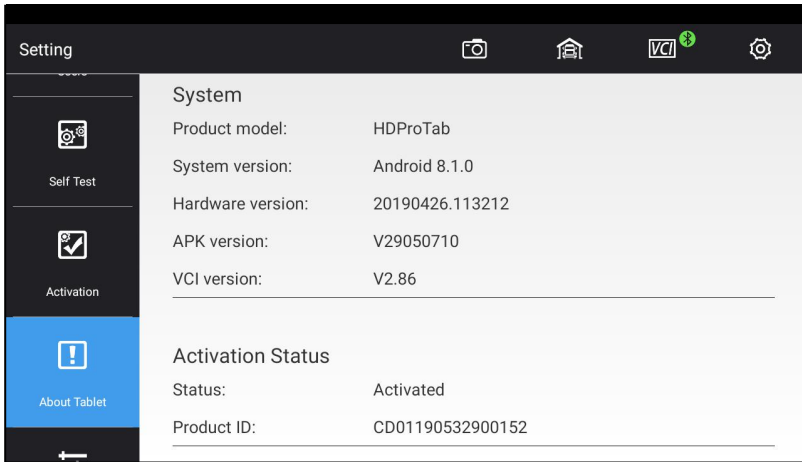 Setting
VCI
Self Test
Activation
About Tablet
System
Product model: HDProTab
System version: Android 8.1.0
Hardware version: 20190426.113212
APK version: V29050710
VCI version: V2.86
Activation Status
Status: Activated
Product ID: CD01190532900152